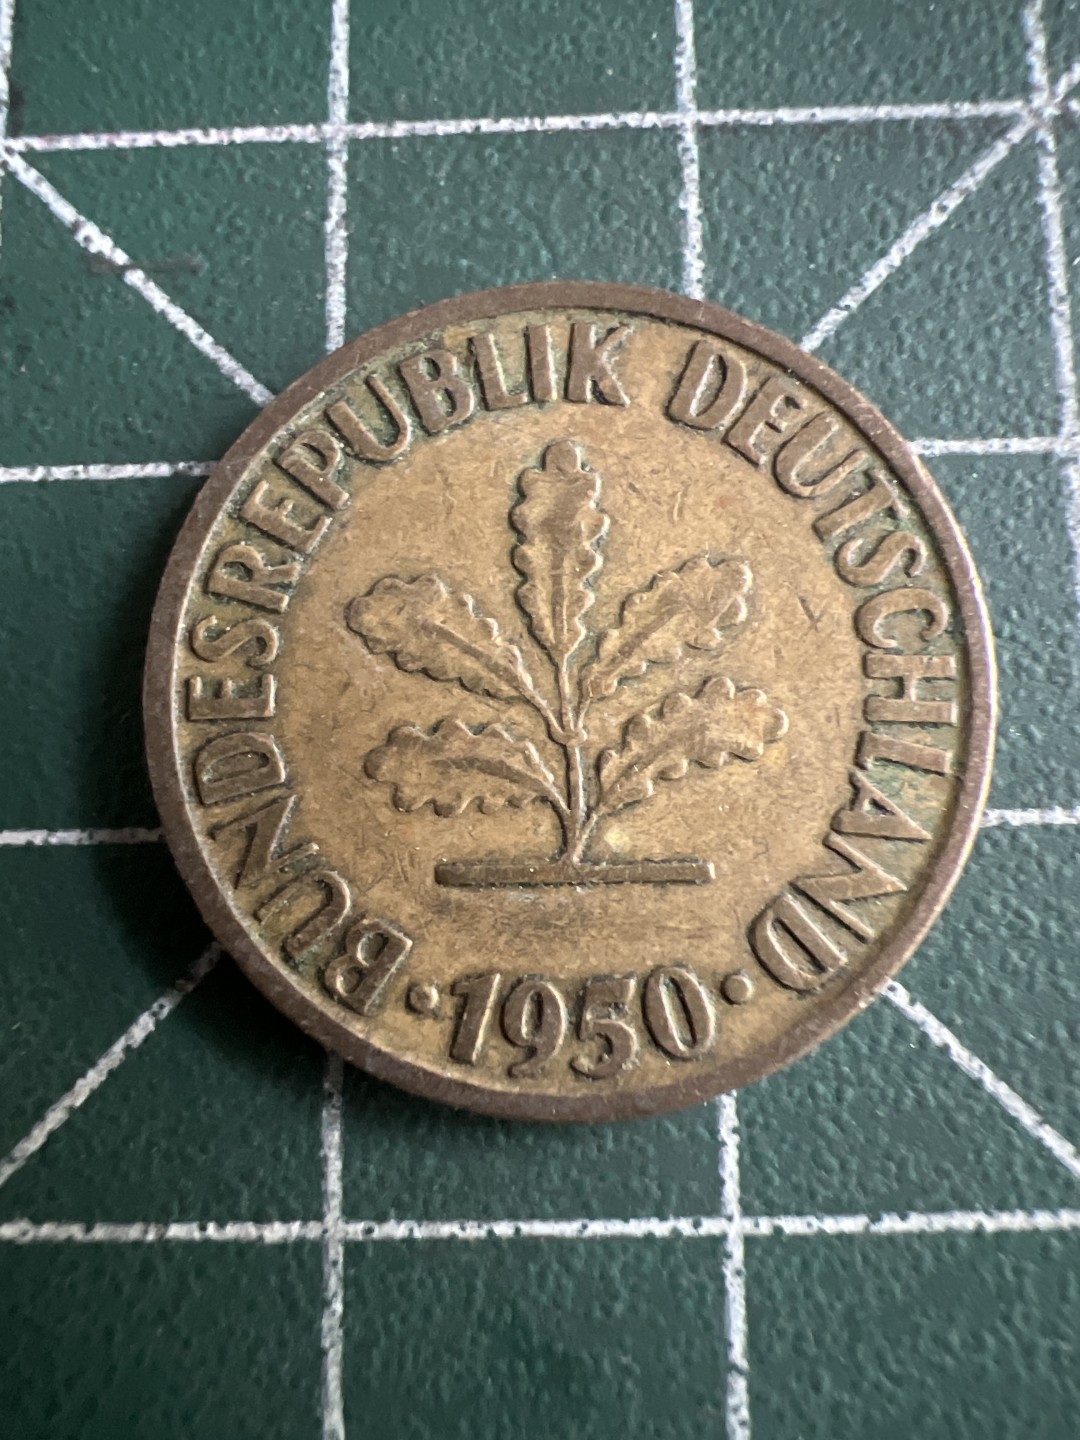 BUNDESREPUBLIK DEUTSCHLAND
· 1950 ·